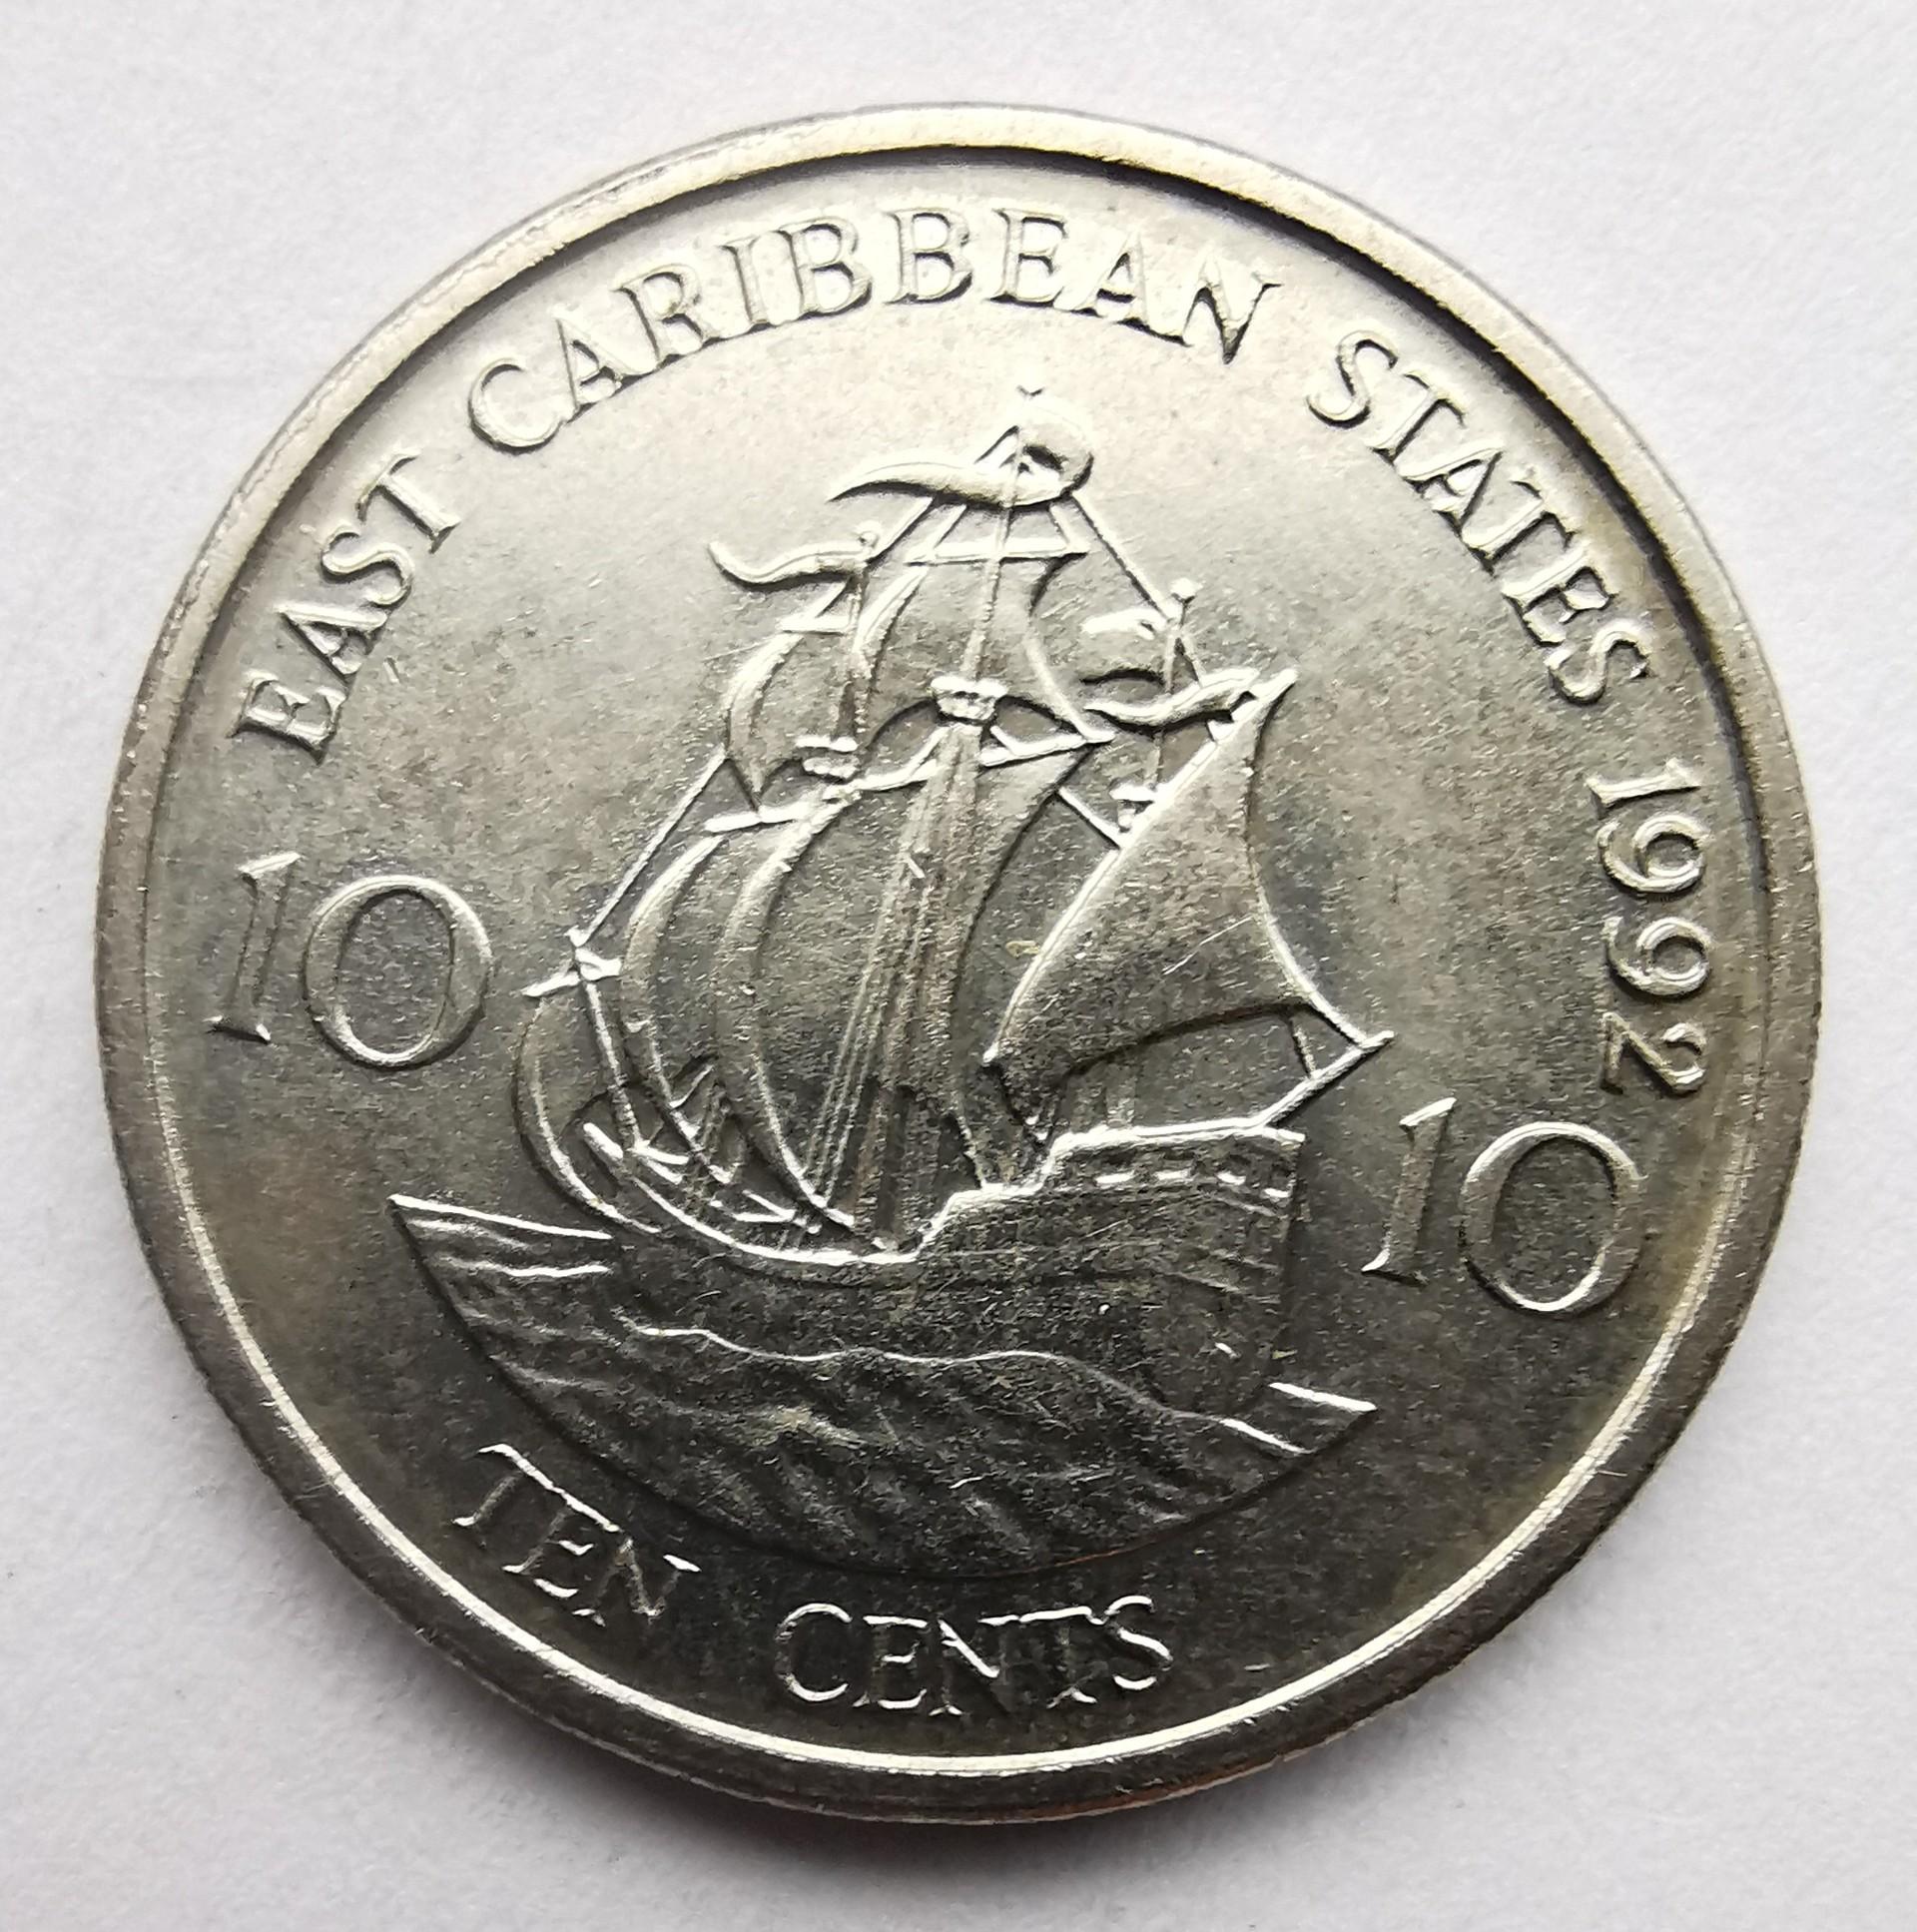 EAST CARIBBEAN STATES 1992
10
10
TEN CENTS